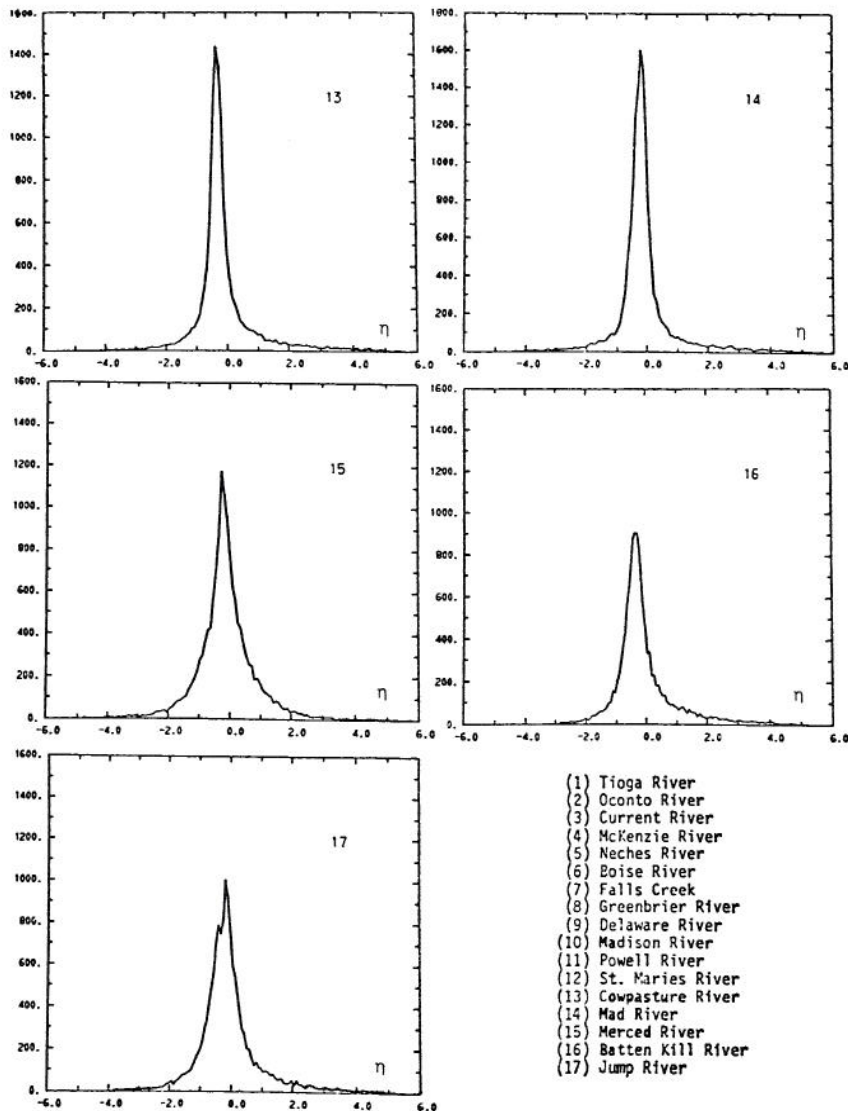 1600.
1400.
1200.
1000.
800.
600.
400.
200.
0.
-6.0 -4.0 -2.0 0.0 2.0 4.0 6.0
13
η
1800.
1600.
1400.
1200.
1000.
800.
600.
400.
200.
0.
-6.0 -4.0 -2.0 0.0 2.0 4.0 6.0
14
η
1600.
1400.
1200.
1000.
800.
600.
400.
200.
0.
-6.0 -4.0 -2.0 0.0 2.0 4.0 6.0
15
η
1600.
1400.
1200.
1000.
800.
600.
400.
200.
0.
-6.0 -4.0 -2.0 0.0 2.0 4.0 6.0
16
η
1600.
1400.
1200.
1000.
800.
600.
400.
200.
0.
-6.0 -4.0 -2.0 0.0 2.0 4.0 6.0
17
η
(1) Tioga River
(2) Oconto River
(3) Current River
(4) McKenzie River
(5) Neches River
(6) Boise River
(7) Falls Creek
(8) Greenbrier River
(9) Delaware River
(10) Madison River
(11) Powell River
(12) St. Maries River
(13) Cowpasture River
(14) Mad River
(15) Merced River
(16) Batten Kill River
(17) Jump River